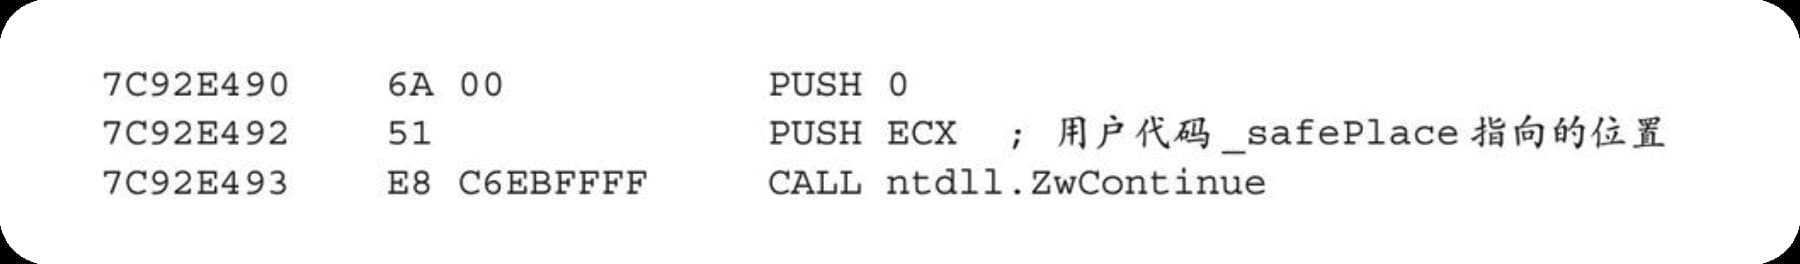 7C92E490 6A 00 PUSH 0
7C92E492 51 PUSH ECX ; 用户代码_safePlace指向的位置
7C92E493 E8 C6EBFFFF CALL ntdll.ZwContinue